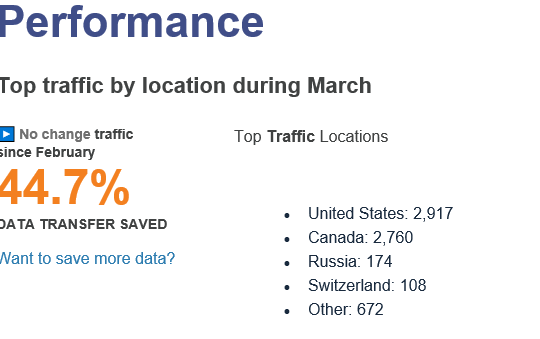 Performance
Top traffic by location during March
No change traffic
since February
44.7%
DATA TRANSFER SAVED
Want to save more data?
Top Traffic Locations
United States: 2,917
Canada: 2,760
Russia: 174
Switzerland: 108
Other: 672